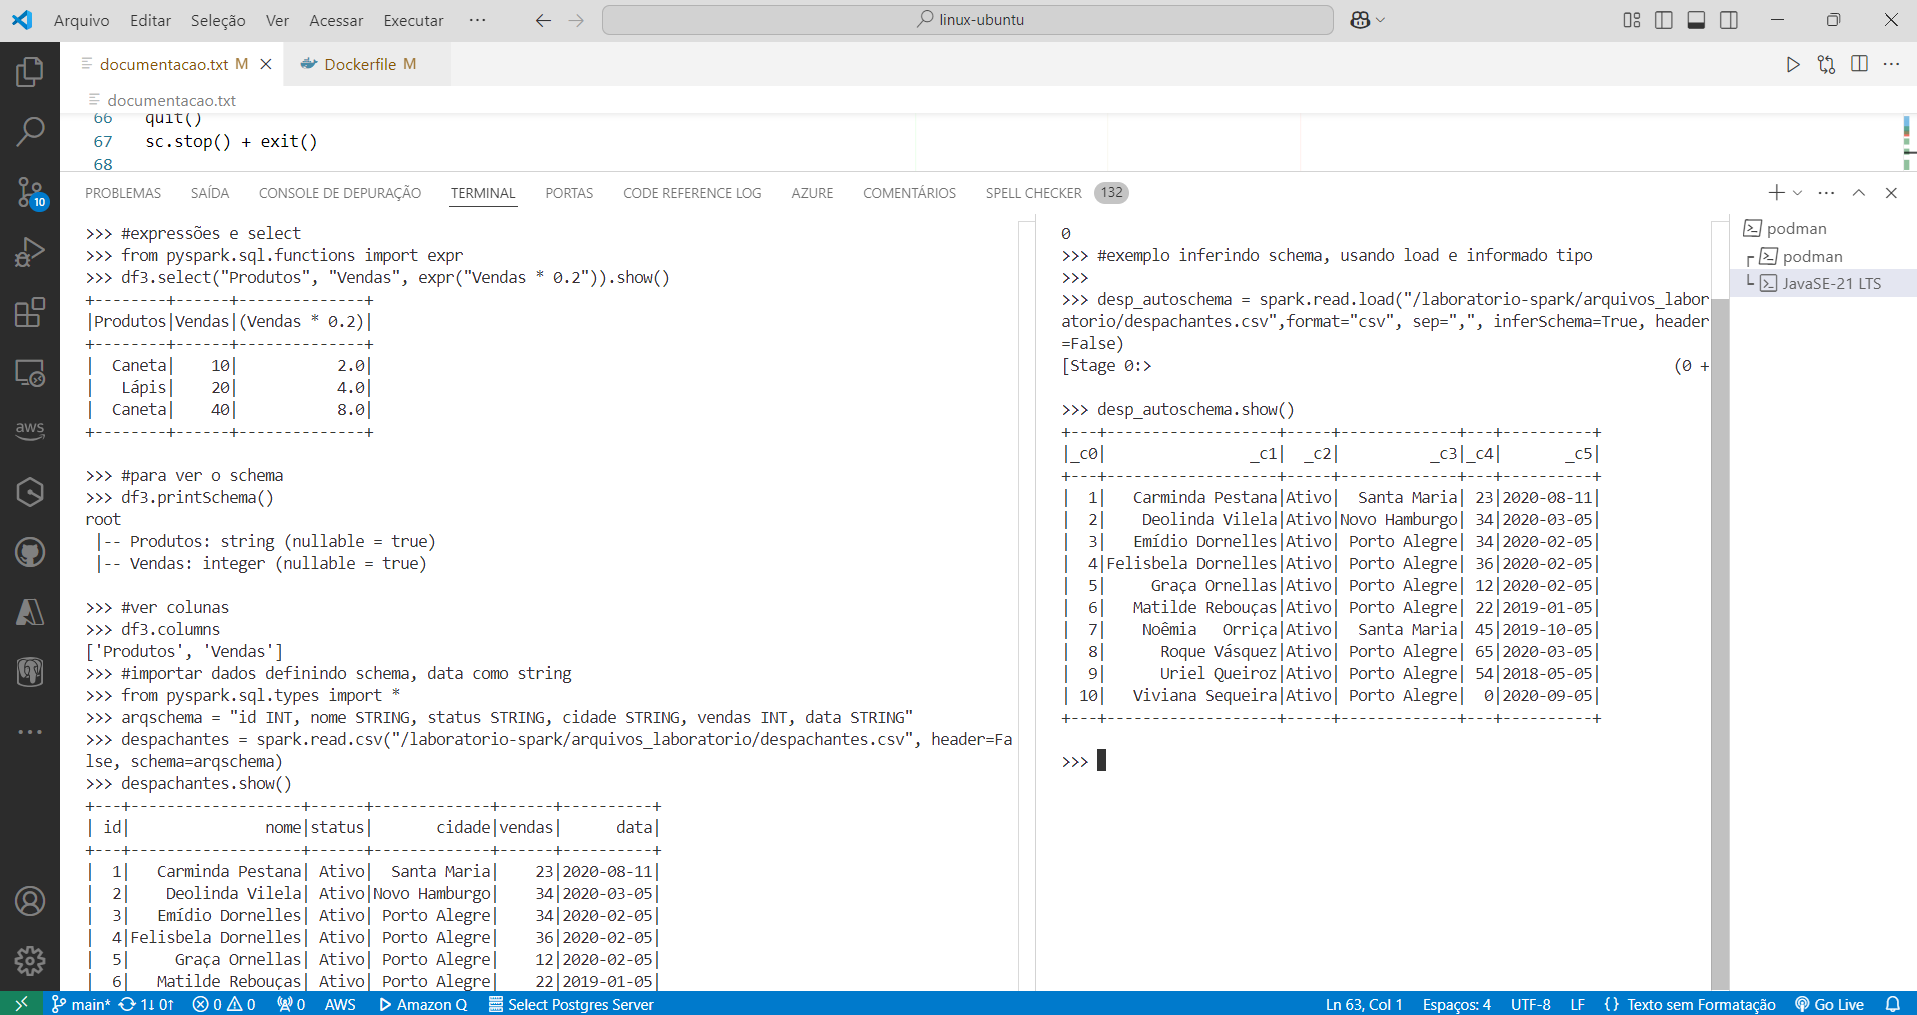 Arquivo Editar Seleção Ver Acessar Executar ···
linux-ubuntu
documentacao.txt M
Dockerfile M
documentacao.txt
66 quit()
67 sc.stop() + exit()
68
PROBLEMAS SAÍDA CONSOLE DE DEPURAÇÃO TERMINAL PORTAS CODE REFERENCE LOG AZURE COMENTÁRIOS SPELL CHECKER 132
10
aws
>>> #expressões e select
>>> from pyspark.sql.functions import expr
>>> df3.select("Produtos", "Vendas", expr("Vendas * 0.2")).show()
+--------+------+--------------+
|Produtos|Vendas|(Vendas * 0.2)|
+--------+------+--------------+
|  Caneta|    10|           2.0|
|   Lápis|    20|           4.0|
|  Caneta|    40|           8.0|
+--------+------+--------------+
>>> #para ver o schema
>>> df3.printSchema()
root
 |-- Produtos: string (nullable = true)
 |-- Vendas: integer (nullable = true)
>>> #ver colunas
>>> df3.columns
['Produtos', 'Vendas']
>>> #importar dados definindo schema, data como string
>>> from pyspark.sql.types import *
>>> arqschema = "id INT, nome STRING, status STRING, cidade STRING, vendas INT, data STRING"
>>> despachantes = spark.read.csv("/laboratorio-spark/arquivos_laboratorio/despachantes.csv", header=Fa
lse, schema=arqschema)
>>> despachantes.show()
+---+-------------------+------+-------------+------+----------+
| id|               nome|status|       cidade|vendas|      data|
+---+-------------------+------+-------------+------+----------+
|  1|   Carminda Pestana| Ativo|  Santa Maria|    23|2020-08-11|
|  2|    Deolinda Vilela| Ativo|Novo Hamburgo|    34|2020-03-05|
|  3|   Emídio Dornelles| Ativo| Porto Alegre|    34|2020-02-05|
|  4|Felisbela Dornelles| Ativo| Porto Alegre|    36|2020-02-05|
|  5|     Graça Ornellas| Ativo| Porto Alegre|    12|2020-02-05|
|  6|   Matilde Rebouças| Ativo| Porto Alegre|    22|2019-01-05|
0
>>> #exemplo inferindo schema, usando load e informado tipo
>>>
>>> desp_autoschema = spark.read.load("/laboratorio-spark/arquivos_labor
atorio/despachantes.csv",format="csv", sep=",", inferSchema=True, header
=False)
[Stage 0:> (0 +
>>> desp_autoschema.show()
+---+-------------------+-----+-------------+---+----------+
|_c0|                _c1|  _c2|          _c3|_c4|       _c5|
+---+-------------------+-----+-------------+---+----------+
|  1|   Carminda Pestana|Ativo|  Santa Maria| 23|2020-08-11|
|  2|    Deolinda Vilela|Ativo|Novo Hamburgo| 34|2020-03-05|
|  3|   Emídio Dornelles|Ativo| Porto Alegre| 34|2020-02-05|
|  4|Felisbela Dornelles|Ativo| Porto Alegre| 36|2020-02-05|
|  5|     Graça Ornellas|Ativo| Porto Alegre| 12|2020-02-05|
|  6|   Matilde Rebouças|Ativo| Porto Alegre| 22|2019-01-05|
|  7|    Noêmia   Orriça|Ativo|  Santa Maria| 45|2019-10-05|
|  8|      Roque Vásquez|Ativo| Porto Alegre| 65|2020-03-05|
|  9|      Uriel Queiroz|Ativo| Porto Alegre| 54|2018-05-05|
| 10|   Viviana Sequeira|Ativo| Porto Alegre|  0|2020-09-05|
+---+-------------------+-----+-------------+---+----------+
>>>
podman
podman
JavaSE-21 LTS
main* 1↓ 0↑ 0 0 0 AWS Amazon Q Select Postgres Server Ln 63, Col 1 Espaços: 4 UTF-8 LF {} Texto sem Formatação Go Live